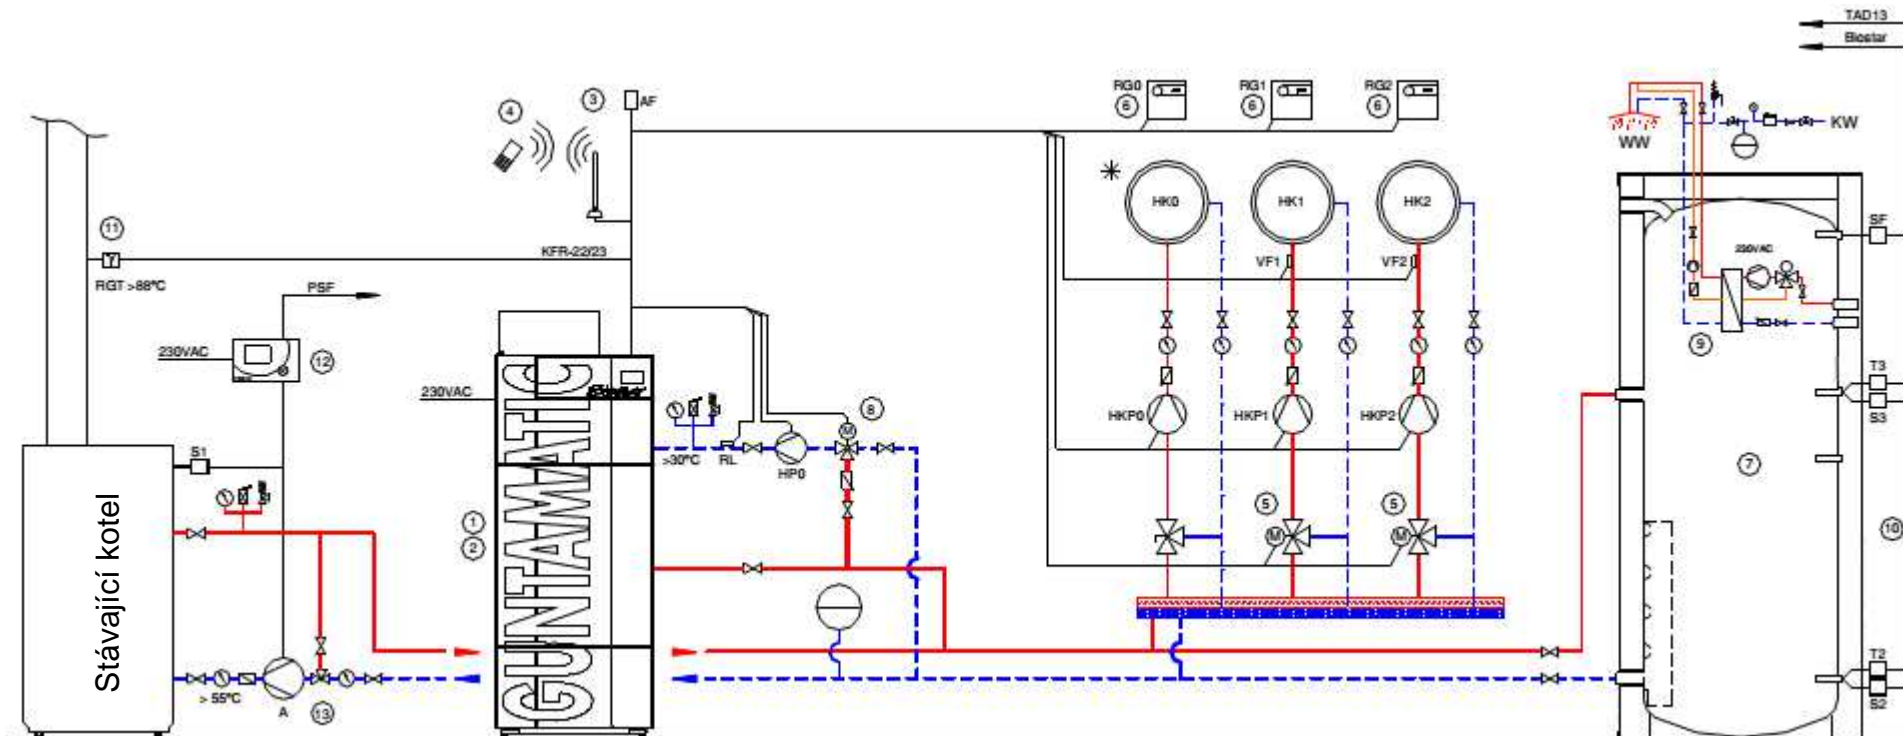 TAD13
Biostar
4
3
AF
RG0
6
RG1
6
RG2
6
WW
KW
HK0
HK1
HK2
11
RGT >88°C
KFR-22/23
VF1
VF2
SF
230VAC
PSF
230VAC
12
9
230VAC
Biostar
8
M
HKP0
HKP1
HKP2
T3
S3
S1
>30°C
RL
HP0
7
Stávající kotel
1
2
GUNTAMATIC
5
M
5
M
10
> 55°C
A
13
T2
S2